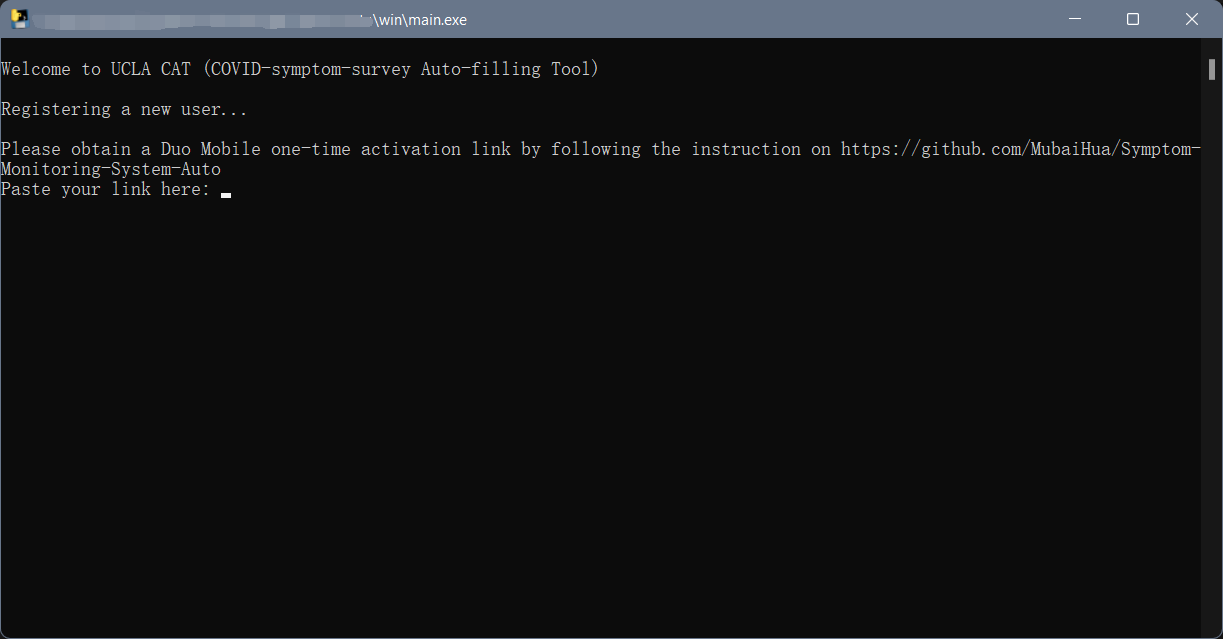 \win\main.exe
Welcome to UCLA CAT (COVID-symptom-survey Auto-filling Tool)
Registering a new user...
Please obtain a Duo Mobile one-time activation link by following the instruction on https://github.com/MubaiHua/Symptom-
Monitoring-System-Auto
Paste your link here: